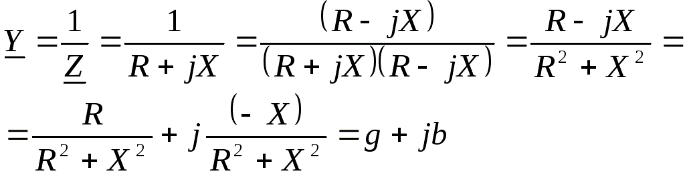 Y = 1/Z = 1/(R + jX) = (R - jX)/((R + jX)(R - jX)) = (R - jX)/(R² + X²) =
= R/(R² + X²) + j (- X)/(R² + X²) = g + jb